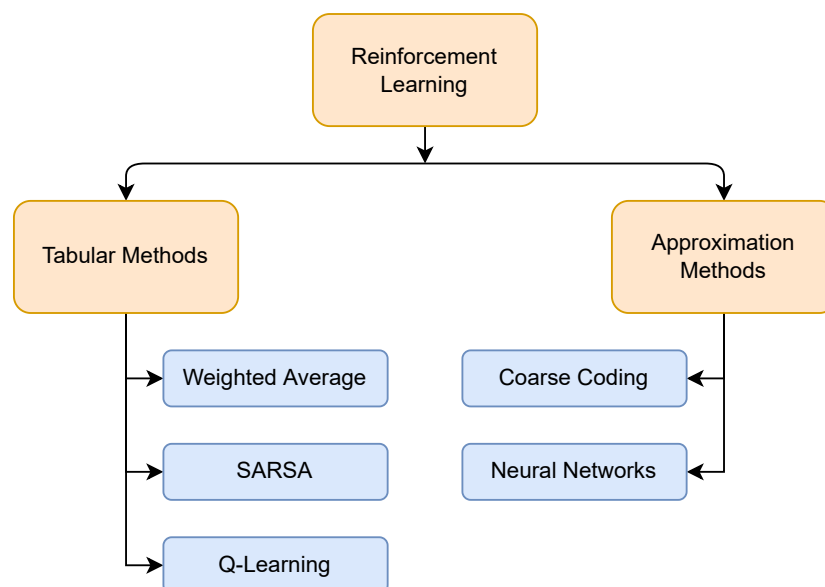 Reinforcement
Learning
Tabular Methods
Approximation
Methods
Weighted Average
Coarse Coding
SARSA
Neural Networks
Q-Learning